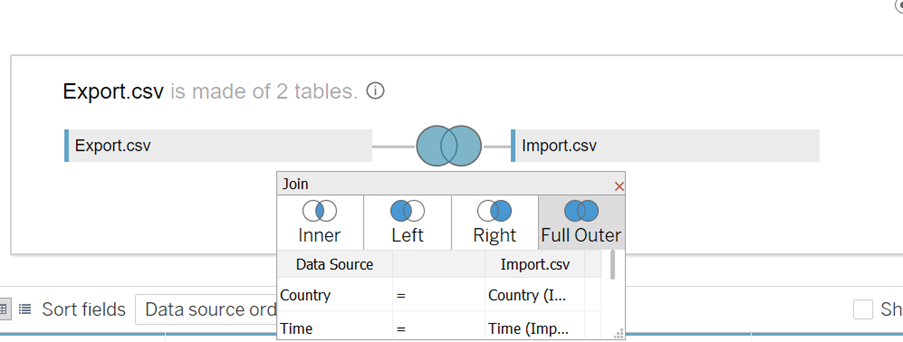 Export.csv is made of 2 tables.
Export.csv
Import.csv
Join
Inner Left Right Full Outer
Data Source Import.csv
Country = Country (I...
Time = Time (Imp...
Sort fields Data source ord Sh